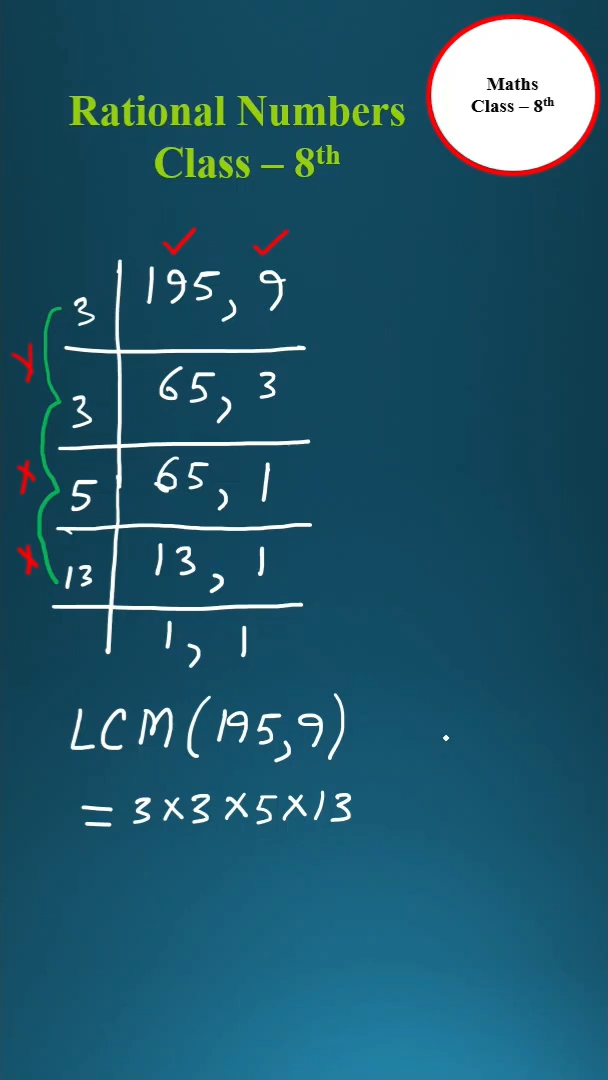 Maths
Class – 8th
Rational Numbers
Class – 8th
3 | 195, 9
3 | 65, 3
5 | 65, 1
13 | 13, 1
1, 1
LCM(195,9)
= 3×3×5×13